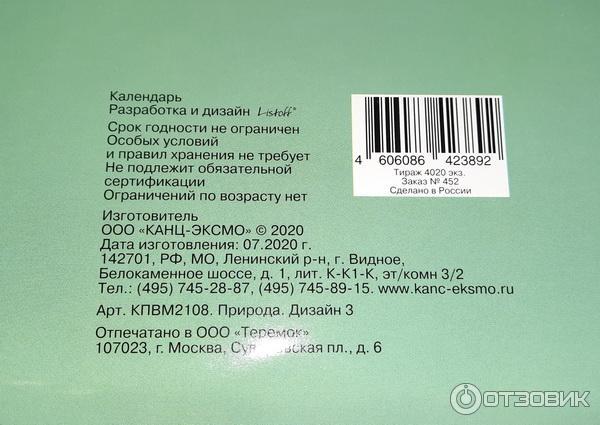 Календарь
Разработка и дизайн Listoff®
Срок годности не ограничен
Особых условий
и правил хранения не требует
Не подлежит обязательной
сертификации
Ограничений по возрасту нет
4 606086 423892
Тираж 4020 экз.
Заказ № 452
Сделано в России
Изготовитель
ООО «КАНЦ-ЭКСМО» © 2020
Дата изготовления: 07.2020 г.
142701, РФ, МО, Ленинский р-н, г. Видное,
Белокаменное шоссе, д. 1, лит. К-К1-К, эт/комн 3/2
Тел.: (495) 745-28-87, (495) 745-89-15. www.kanc-eksmo.ru
Арт. КПВМ2108. Природа. Дизайн 3
Отпечатано в ООО «Теремок»
107023, г. Москва, пл., д. 6
ОТЗОВИК